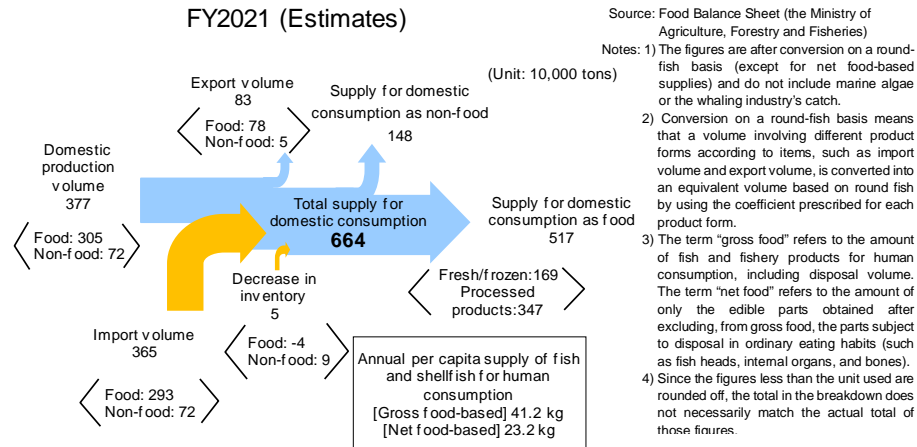 FY2021 (Estimates)
(Unit: 10,000 tons)
Export volume
83
Food: 78
Non-food: 5
Supply for domestic
consumption as non-food
148
Domestic
production
volume
377
Food: 305
Non-food: 72
Total supply for
domestic consumption
664
Supply for domestic
consumption as food
517
Fresh/frozen:169
Processed
products:347
Decrease in
inventory
5
Food: -4
Non-food: 9
Import volume
365
Food: 293
Non-food: 72
Annual per capita supply of fish
and shellfish for human
consumption
[Gross food-based] 41.2 kg
[Net food-based] 23.2 kg
Source: Food Balance Sheet (the Ministry of
Agriculture, Forestry and Fisheries)
Notes: 1) The figures are after conversion on a round-
fish basis (except for net food-based
supplies) and do not include marine algae
or the whaling industry's catch.
2) Conversion on a round-fish basis means
that a volume involving different product
forms according to items, such as import
volume and export volume, is converted into
an equivalent volume based on round fish
by using the coefficient prescribed for each
product form.
3) The term “gross food” refers to the amount
of fish and fishery products for human
consumption, including disposal volume.
The term “net food” refers to the amount of
only the edible parts obtained after
excluding, from gross food, the parts subject
to disposal in ordinary eating habits (such
as fish heads, internal organs, and bones).
4) Since the figures less than the unit used are
rounded off, the total in the breakdown does
not necessarily match the actual total of
those figures.